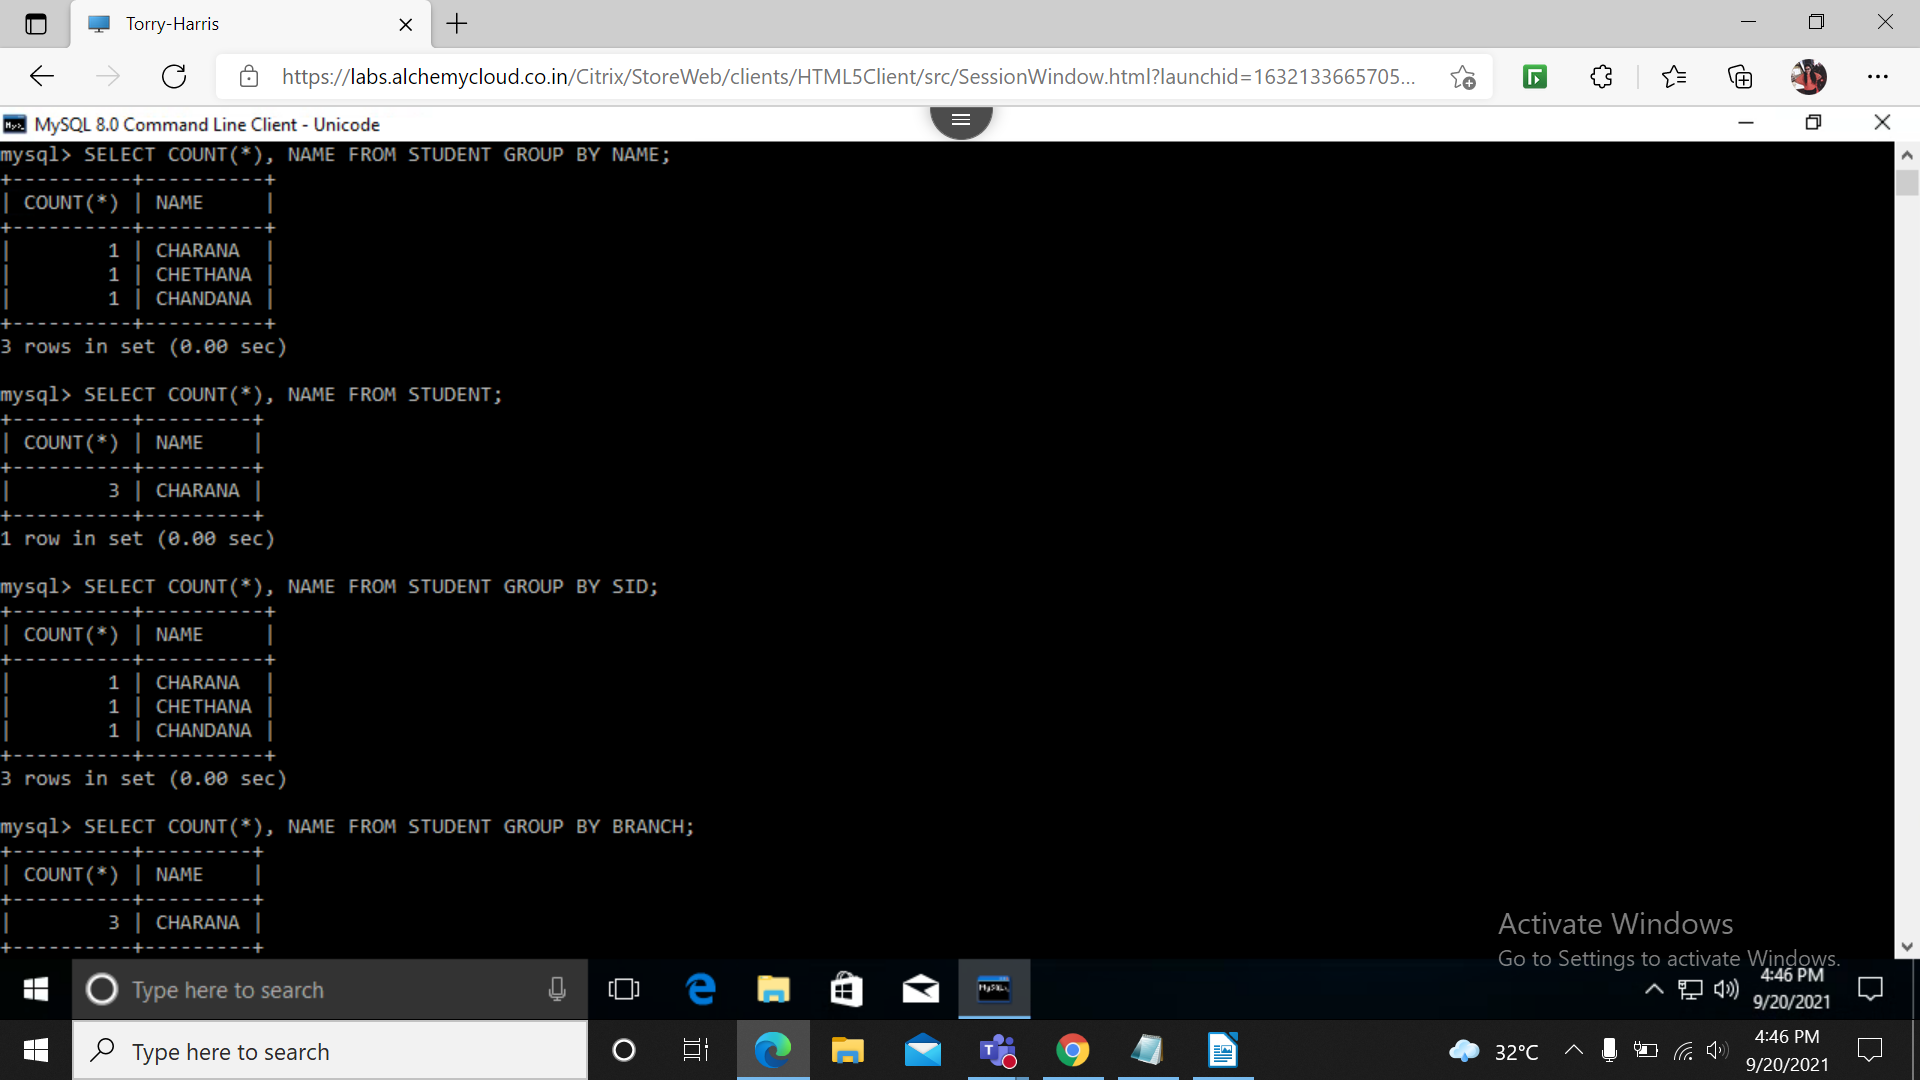 Torry-Harris
https://labs.alchemycloud.co.in/Citrix/StoreWeb/clients/HTML5Client/src/SessionWindow.html?launchid=1632133665705...
MySQL 8.0 Command Line Client - Unicode
mysql> SELECT COUNT(*), NAME FROM STUDENT GROUP BY NAME;
+----------+----------+
| COUNT(*) | NAME     |
+----------+----------+
|        1 | CHARANA  |
|        1 | CHETHANA |
|        1 | CHANDANA |
+----------+----------+
3 rows in set (0.00 sec)
mysql> SELECT COUNT(*), NAME FROM STUDENT;
+----------+---------+
| COUNT(*) | NAME    |
+----------+---------+
|        3 | CHARANA |
+----------+---------+
1 row in set (0.00 sec)
mysql> SELECT COUNT(*), NAME FROM STUDENT GROUP BY SID;
+----------+----------+
| COUNT(*) | NAME     |
+----------+----------+
|        1 | CHARANA  |
|        1 | CHETHANA |
|        1 | CHANDANA |
+----------+----------+
3 rows in set (0.00 sec)
mysql> SELECT COUNT(*), NAME FROM STUDENT GROUP BY BRANCH;
+----------+---------+
| COUNT(*) | NAME    |
+----------+---------+
|        3 | CHARANA |
+----------+---------+
Activate Windows
Go to Settings to activate Windows.
Type here to search
4:46 PM
9/20/2021
Type here to search
32°C
4:46 PM
9/20/2021